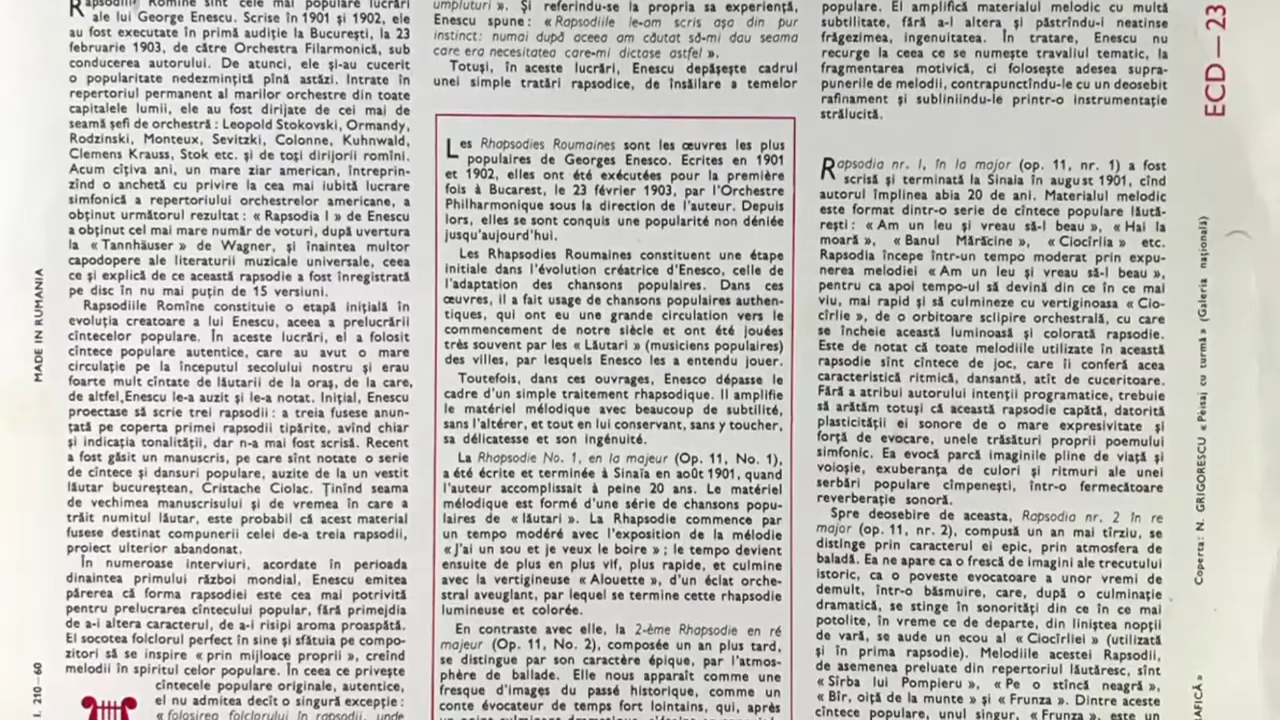 Rapsodii Romîne sînt cele mai populare lucrări
ale lui George Enescu. Scrise în 1901 și 1902, ele
au fost executate în primă audiție la București, la 23
februarie 1903, de către Orchestra Filarmonică, sub
conducerea autorului. De atunci, ele și-au cucerit
o popularitate nedezmințită pînă astăzi. Intrate în
repertoriul permanent al marilor orchestre din toate
capitalele lumii, ele au fost dirijate de cei mai de
seamă șefi de orchestră : Leopold Stokovski, Ormandy,
Rodzinski, Monteux, Sevitzki, Colonne, Kuhnwald,
Clemens Krauss, Stok etc. și de toți dirijorii romîni.
Acum cîțiva ani, un mare ziar american, întreprin-
zînd o anchetă cu privire la cea mai iubită lucrare
simfonică a repertoriului orchestrelor americane, a
obținut următorul rezultat : « Rapsodia I » de Enescu
a obținut cel mai mare număr de voturi, după uvertura
la « Tannhäuser » de Wagner, și înaintea multor
capodopere ale literaturii muzicale universale, ceea
ce și explică de ce această rapsodie a fost înregistrată
pe disc în nu mai puțin de 15 versiuni.
Rapsodiile Romîne constituie o etapă inițială în
evoluția creatoare a lui Enescu, aceea a prelucrării
cîntecelor populare. În aceste lucrări, el a folosit
cîntece populare autentice, care au avut o mare
circulație pe la începutul secolului nostru și erau
foarte mult cîntate de lăutarii de la oraș, de la care,
de altfel, Enescu le-a auzit și le-a notat. Inițial, Enescu
proectase să scrie trei rapsodii : a treia fusese anun-
țată pe coperta primei rapsodii tipărite, avînd chiar
și indicația tonalității, dar n-a mai fost scrisă. Recent
a fost găsit un manuscris, pe care sînt notate o serie
de cîntece și dansuri populare, auzite de la un vestit
lăutar bucureștean, Cristache Ciolac. Ținînd seama
de vechimea manuscrisului și de vremea în care a
trăit numitul lăutar, este probabil că acest material
fusese destinat compunerii celei de-a treia rapsodii,
proiect ulterior abandonat.
În numeroase interviuri, acordate în perioada
dinaintea primului război mondial, Enescu emitea
părerea că forma rapsodiei este cea mai potrivită
pentru prelucrarea cîntecului popular, fără primejdia
de a-i altera caracterul, de a-i risipi aroma proaspătă.
El socotea folclorul perfect în sine și sfătuia pe compo-
zitori să se inspire « prin mijloace proprii », creînd
melodii în spiritul celor populare. În ceea ce privește
cîntecele populare originale, autentice,
el nu admitea decît o singură excepție :
« folosirea folclorului în rapsodii, unde
umpluturi ». Și referindu-se la propria sa experiență,
Enescu spune : « Rapsodiile le-am scris așa din pur
instinct: numai după aceea am căutat să-mi dau seama
care era necesitatea care-mi dictase astfel ».
Totuși, în aceste lucrări, Enescu depășește cadrul
unei simple tratări rapsodice, de însăilare a temelor
Les Rhapsodies Roumaines sont les œuvres les plus
populaires de Georges Enesco. Ecrites en 1901
et 1902, elles ont été exécutées pour la première
fois à Bucarest, le 23 février 1903, par l'Orchestre
Philharmonique sous la direction de l'auteur. Depuis
lors, elles se sont conquis une popularité non déniée
jusqu'aujourd'hui.
Les Rhapsodies Roumaines constituent une étape
initiale dans l'évolution créatrice d'Enesco, celle de
l'adaptation des chansons populaires. Dans ces
œuvres, il a fait usage de chansons populaires authen-
tiques, qui ont eu une grande circulation vers le
commencement de notre siècle et ont été jouées
très souvent par les « Lăutari » (musiciens populaires)
des villes, par lesquels Enesco les a entendu jouer.
Toutefois, dans ces ouvrages, Enesco dépasse le
cadre d'un simple traitement rhapsodique. Il amplifie
le matériel mélodique avec beaucoup de subtilité,
sans l'altérer, et tout en lui conservant, sans y toucher,
sa délicatesse et son ingénuité.
La Rhapsodie No. 1, en la majeur (Op. 11, No. 1),
a été écrite et terminée à Sinaïa en août 1901, quand
l'auteur accomplissait à peine 20 ans. Le matériel
mélodique est formé d'une série de chansons popu-
laires de « lăutari ». La Rhapsodie commence par
un tempo modéré avec l'exposition de la mélodie
« J'ai un sou et je veux le boire » ; le tempo devient
ensuite de plus en plus vif, plus rapide, et culmine
avec la vertigineuse « Alouette », d'un éclat orche-
stral aveuglant, par lequel se termine cette rhapsodie
lumineuse et colorée.
En contraste avec elle, la 2-ème Rhapsodie en ré
majeur (Op. 11, No. 2), composée un an plus tard,
se distingue par son caractère épique, par l'atmos-
phère de ballade. Elle nous apparaît comme une
fresque d'images du passé historique, comme un
conte évocateur de temps fort lointains, qui, après
populare. El amplifică materialul melodic cu multă
subtilitate, fără a-l altera și păstrîndu-i neatinse
frăgezimea, ingenuitatea. În tratare, Enescu nu
recurge la ceea ce se numește travaliul tematic, la
fragmentarea motivică, ci folosește adesea supra-
punerile de melodii, contrapunctîndu-le cu un deosebit
rafinament și subliniindu-le printr-o instrumentație
strălucită.
Rapsodia nr. I, în la major (op. 11, nr. 1) a fost
scrisă și terminată la Sinaia în august 1901, cînd
autorul împlinea abia 20 de ani. Materialul melodic
este format dintr-o serie de cîntece populare lăută-
rești : « Am un leu și vreau să-l beau », « Hai la
moară », « Banul Mărăcine », « Ciocîrlia » etc.
Rapsodia începe într-un tempo moderat prin expu-
nerea melodiei « Am un leu și vreau să-l beau »,
pentru ca apoi tempo-ul să devină din ce în ce mai
viu, mai rapid și să culmineze cu vertiginoasa « Cio-
cîrlie », de o orbitoare sclipire orchestrală, cu care
se încheie această luminoasă și colorată rapsodie.
Este de notat că toate melodiile utilizate în această
rapsodie sînt cîntece de joc, care îi conferă acea
caracteristică ritmică, dansantă, atît de cuceritoare.
Fără a atribui autorului intenții programatice, trebuie
să arătăm totuși că această rapsodie capătă, datorită
plasticității ei sonore de o mare expresivitate și
forță de evocare, unele trăsături proprii poemului
simfonic. Ea evocă parcă imaginile pline de viață și
voioșie, exuberanța de culori și ritmuri ale unei
serbări populare cîmpenești, într-o fermecătoare
reverberație sonoră.
Spre deosebire de aceasta, Rapsodia nr. 2 în re
major (op. 11, nr. 2), compusă un an mai tîrziu, se
distinge prin caracterul ei epic, prin atmosfera de
baladă. Ea ne apare ca o frescă de imagini ale trecutului
istoric, ca o poveste evocatoare a unor vremi de
demult, într-o băsmuire, care, după o culminație
dramatică, se stinge în sonorități din ce în ce mai
potolite, în vreme ce de departe, din liniștea nopții
de vară, se aude un ecou al « Ciocîrliei » (utilizată
și în prima rapsodie). Melodiile acestei Rapsodii,
de asemenea preluate din repertoriul lăutăresc, sînt
« Sîrba lui Pompieru », « Pe o stîncă neagră »,
« Bîr, oiță de la munte » și « Frunza ». Dintre aceste
cîntece populare, unul singur, « Frunza », este un
MADE IN RUMANIA
I. 210—60
ECD—23
Coperta: N. GRIGORESCU « Peisaj cu turmă » (Galeria națională)